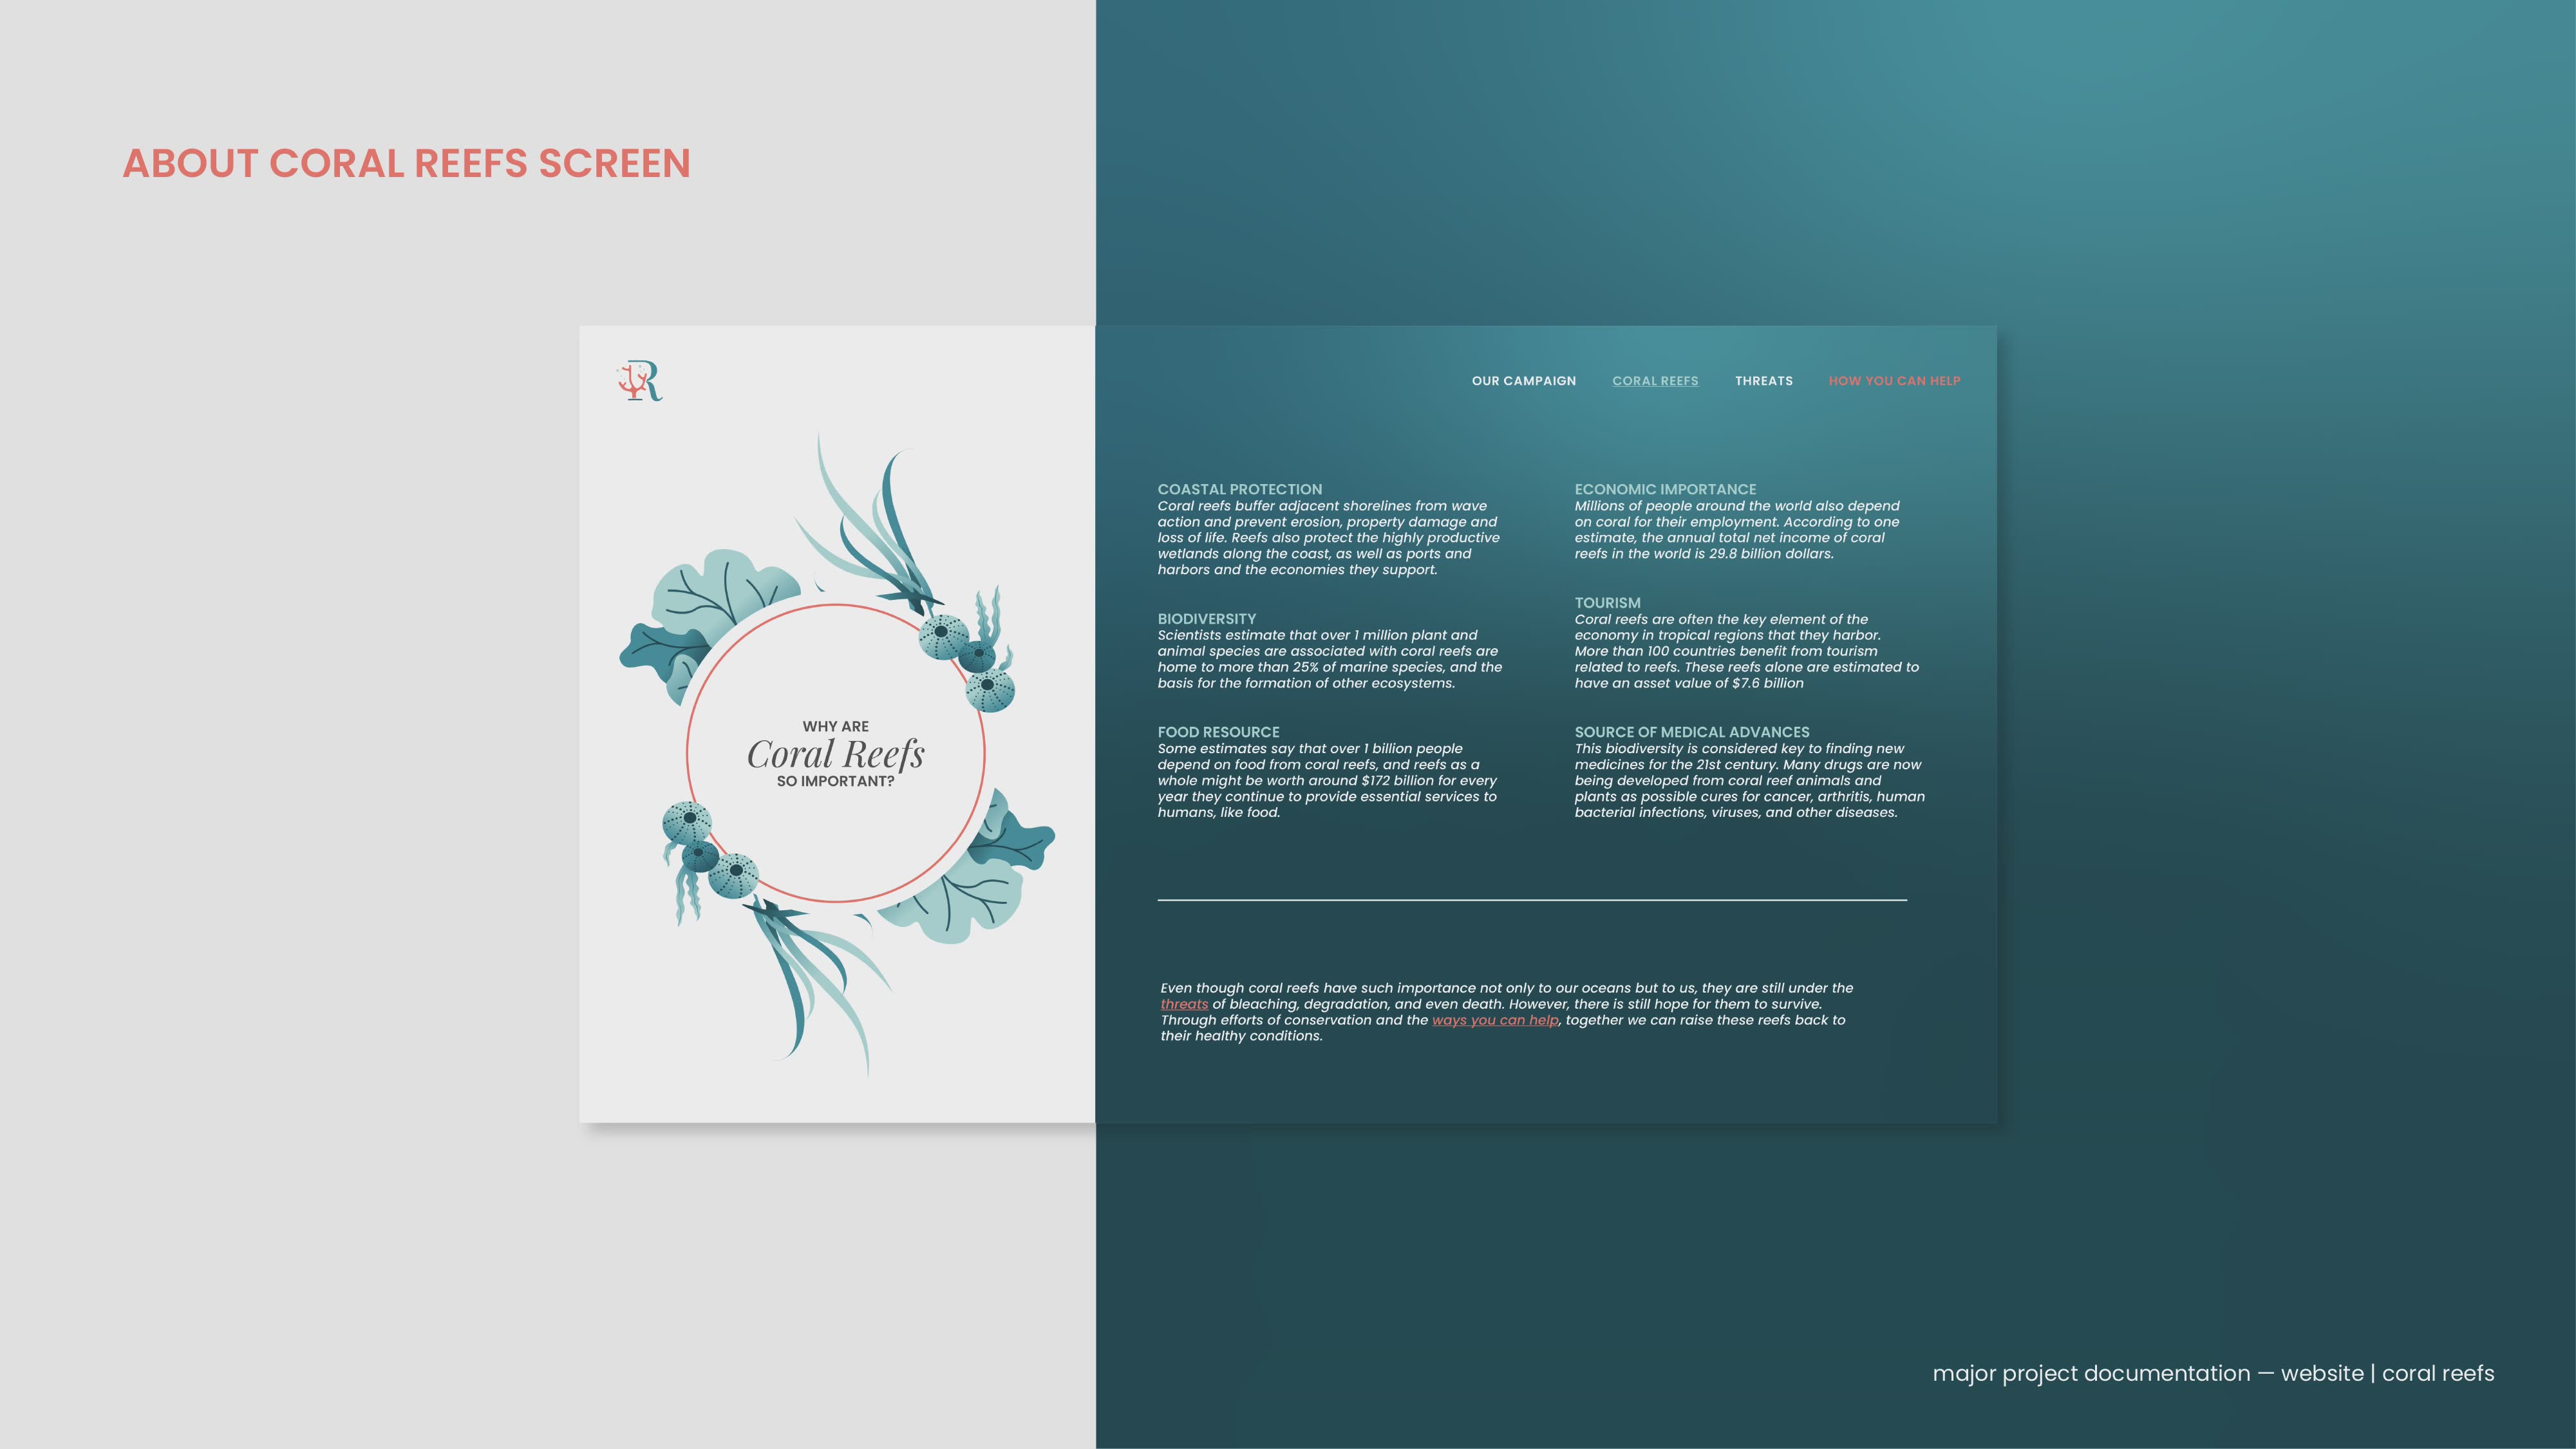 ABOUT CORAL REEFS SCREEN
R
OUR CAMPAIGN
CORAL REEFS
THREATS
HOW YOU CAN HELP
WHY ARE
Coral Reefs
SO IMPORTANT?
COASTAL PROTECTION
Coral reefs buffer adjacent shorelines from wave
action and prevent erosion, property damage and
loss of life. Reefs also protect the highly productive
wetlands along the coast, as well as ports and
harbors and the economies they support.
BIODIVERSITY
Scientists estimate that over 1 million plant and
animal species are associated with coral reefs are
home to more than 25% of marine species, and the
basis for the formation of other ecosystems.
FOOD RESOURCE
Some estimates say that over 1 billion people
depend on food from coral reefs, and reefs as a
whole might be worth around $172 billion for every
year they continue to provide essential services to
humans, like food.
ECONOMIC IMPORTANCE
Millions of people around the world also depend
on coral for their employment. According to one
estimate, the annual total net income of coral
reefs in the world is 29.8 billion dollars.
TOURISM
Coral reefs are often the key element of the
economy in tropical regions that they harbor.
More than 100 countries benefit from tourism
related to reefs. These reefs alone are estimated to
have an asset value of $7.6 billion
SOURCE OF MEDICAL ADVANCES
This biodiversity is considered key to finding new
medicines for the 21st century. Many drugs are now
being developed from coral reef animals and
plants as possible cures for cancer, arthritis, human
bacterial infections, viruses, and other diseases.
Even though coral reefs have such importance not only to our oceans but to us, they are still under the
threats of bleaching, degradation, and even death. However, there is still hope for them to survive.
Through efforts of conservation and the ways you can help, together we can raise these reefs back to
their healthy conditions.
major project documentation — website | coral reefs